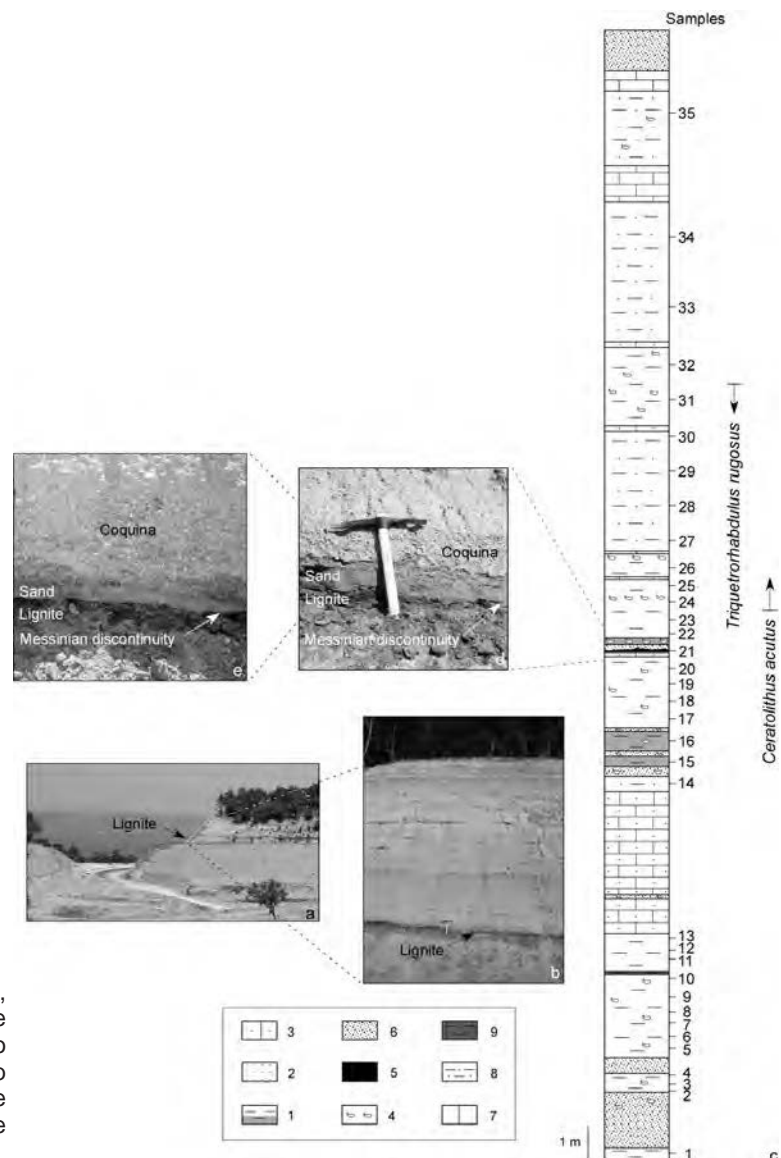 Samples
35
34
33
32
31
30
29
28
27
26
25
24
23
22
21
20
19
18
17
16
15
14
13
12
11
10
9
8
7
6
5
4
3
2
1
Triquetrorhabdulus rugosus
Ceratolithus acutus
Coquina
Sand
Lignite
Messinian discontinuity
e
Coquina
Sand
Lignite
Messinian discontinuity
d
Lignite
a
T
Lignite
b
,
e
o
o
e
e
3 6 9
2 5 8
1 4 7
1 m
c